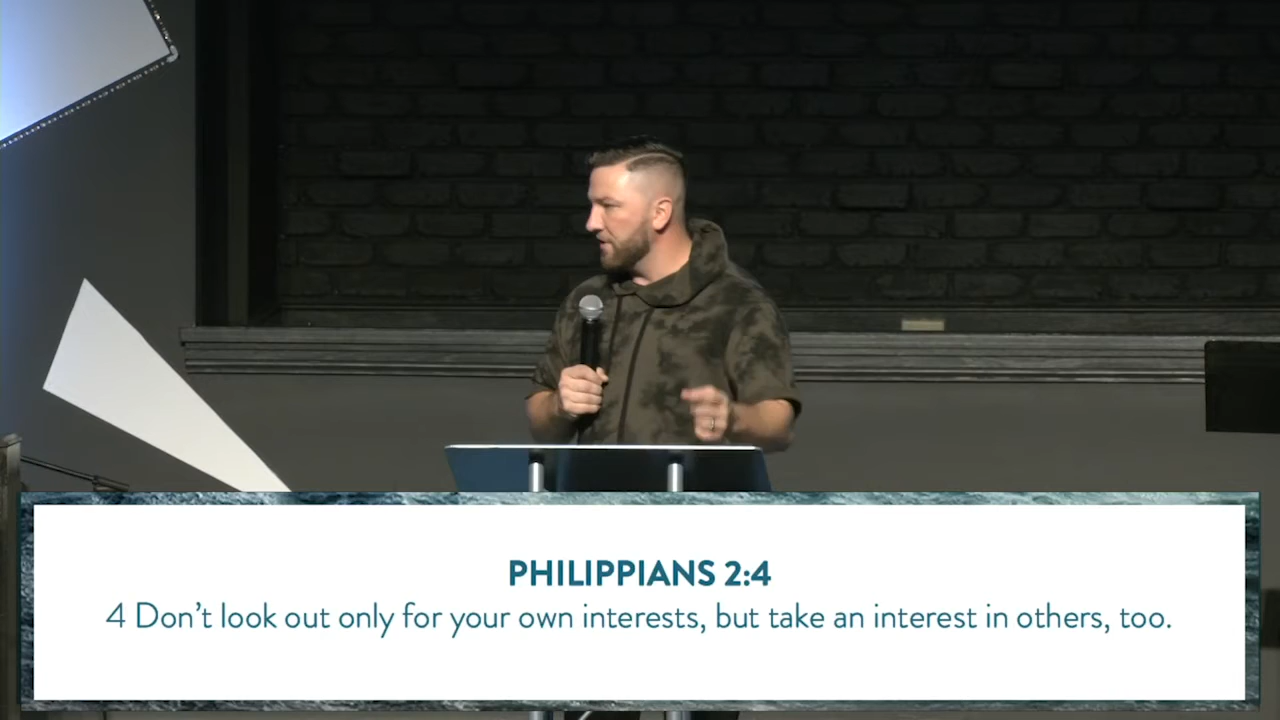 PHILIPPIANS 2:4
4 Don’t look out only for your own interests, but take an interest in others, too.